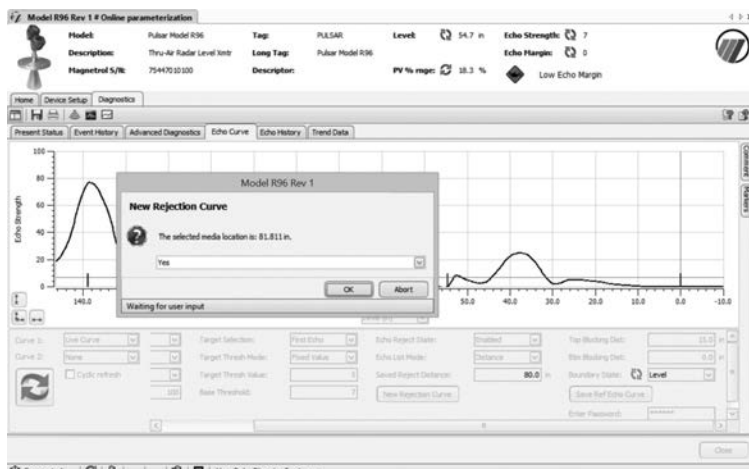 Model R96 Rev 1 # Online parameterization
Model: Pulsar Model R96 Tag: PULSAR Level: 54.7 in Echo Strength: 7
Description: Thru-Air Radar Level Xmtr Long Tag: Pulsar Model R96 Echo Margin: 0
Magnetrol S/N: 75447010100 Descriptor: PV % rnge: 18.3 % Low Echo Margin
Home Device Setup Diagnostics
Present Status Event History Advanced Diagnostics Echo Curve Echo History Trend Data
Comment
Markers
Echo Strength
100
80
60
40
20
0
140.0 50.0 40.0 30.0 20.0 10.0 0.0 -10.0
Model R96 Rev 1
New Rejection Curve
The selected media location is: 81.811in.
Yes
OK Abort
Waiting for user input
Curve 1: Live Curve Target Selection: First Echo Echo Reject State: Enabled Top Blocking Dist: 15.0 in
Curve 2: None Target Thresh Mode: Fixed Value Echo List Mode: Distance Btm Blocking Dist: 6.0 in
Cyclic refresh Target Thresh Value: Saved Reject Distance: 80.0 in Boundary State: Level
100 Base Threshold: 7 New Rejection Curve Save Ref Echo Curve
Enter Password: *******
Close